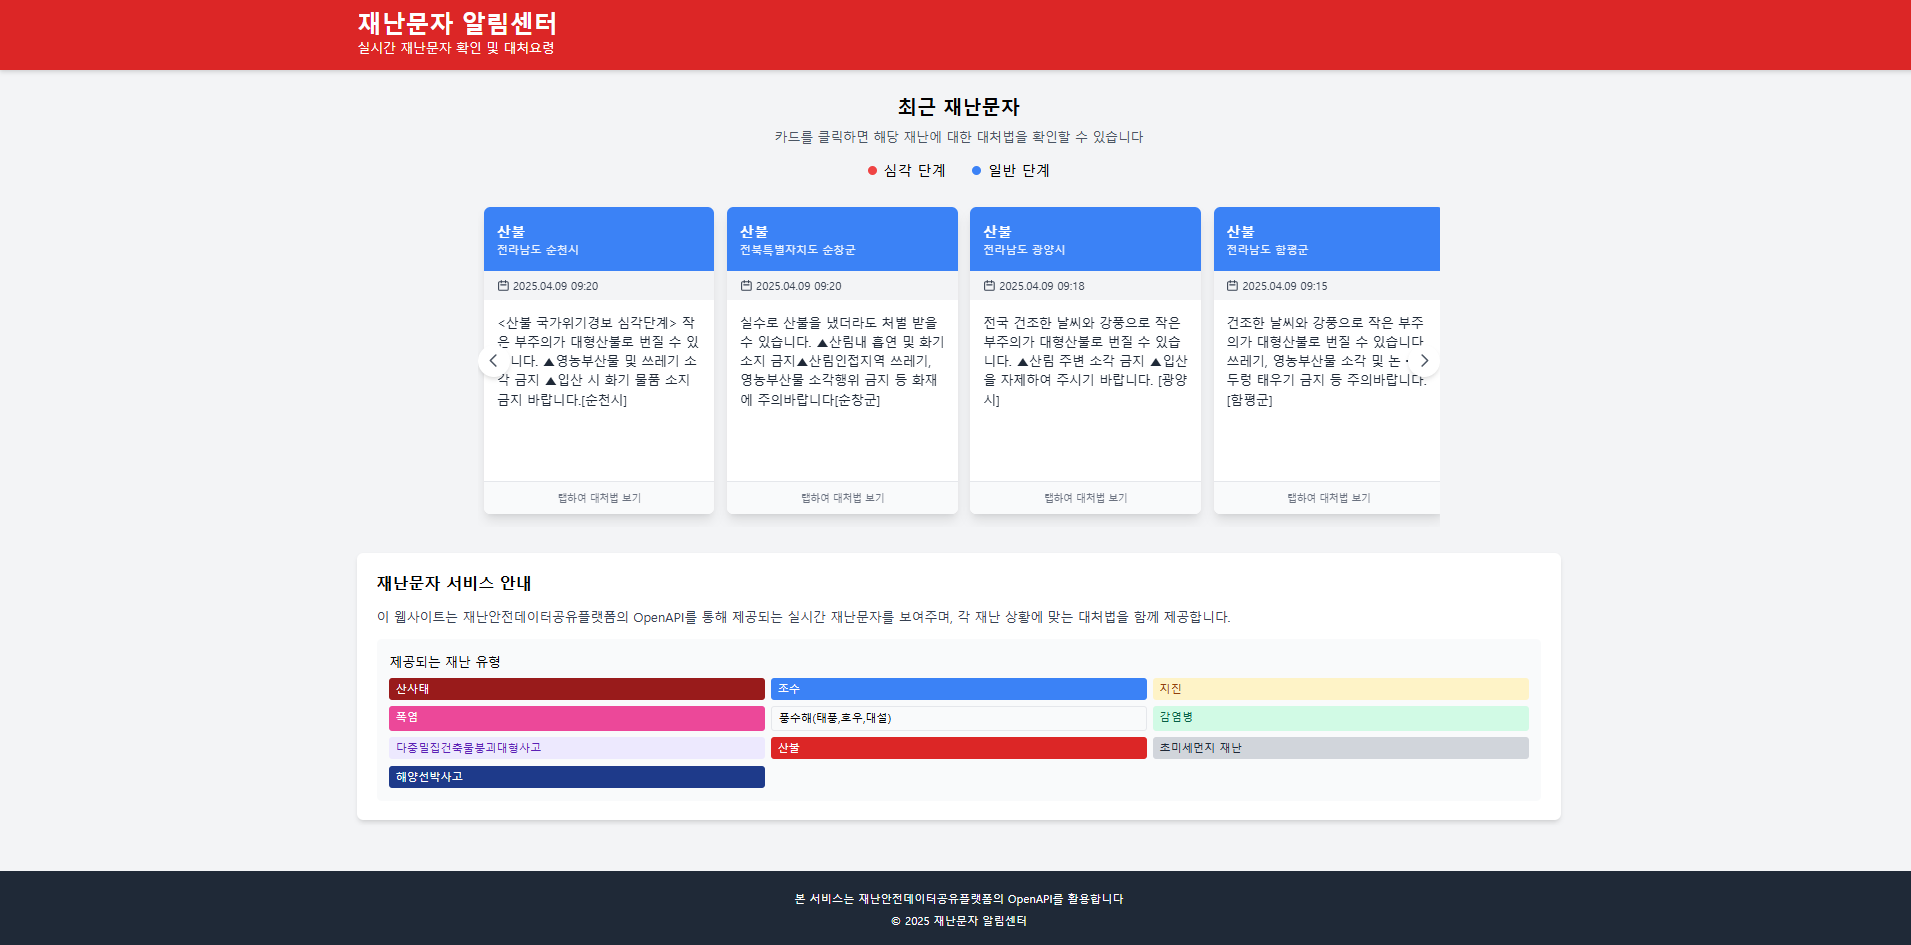 재난문자 알림센터
실시간 재난문자 확인 및 대처요령
최근 재난문자
카드를 클릭하면 해당 재난에 대한 대처법을 확인할 수 있습니다
심각 단계 일반 단계
산불
전라남도 순천시
2025.04.09 09:20
<산불 국가위기경보 심각단계> 작
은 부주의가 대형산불로 번질 수 있
니다. ▲영농부산물 및 쓰레기 소
각 금지 ▲입산 시 화기 물품 소지
금지 바랍니다.[순천시]
탭하여 대처법 보기
산불
전북특별자치도 순창군
2025.04.09 09:20
실수로 산불을 냈더라도 처벌 받을
수 있습니다. ▲산림내 흡연 및 화기
소지 금지▲산림인접지역 쓰레기,
영농부산물 소각행위 금지 등 화재
에 주의바랍니다[순창군]
탭하여 대처법 보기
산불
전라남도 광양시
2025.04.09 09:18
전국 건조한 날씨와 강풍으로 작은
부주의가 대형산불로 번질 수 있습
니다. ▲산림 주변 소각 금지 ▲입산
을 자제하여 주시기 바랍니다. [광양
시]
탭하여 대처법 보기
산불
전라남도 함평군
2025.04.09 09:15
건조한 날씨와 강풍으로 작은 부주
의가 대형산불로 번질 수 있습니다
쓰레기, 영농부산물 소각 및 논·
두렁 태우기 금지 등 주의바랍니다.
[함평군]
탭하여 대처법 보기
재난문자 서비스 안내
이 웹사이트는 재난안전데이터공유플랫폼의 OpenAPI를 통해 제공되는 실시간 재난문자를 보여주며, 각 재난 상황에 맞는 대처법을 함께 제공합니다.
제공되는 재난 유형
산사태 조수 지진
폭염 풍수해(태풍,호우,대설) 감염병
다중밀집건축물붕괴대형사고 산불 초미세먼지 재난
해양선박사고
본 서비스는 재난안전데이터공유플랫폼의 OpenAPI를 활용합니다
© 2025 재난문자 알림센터